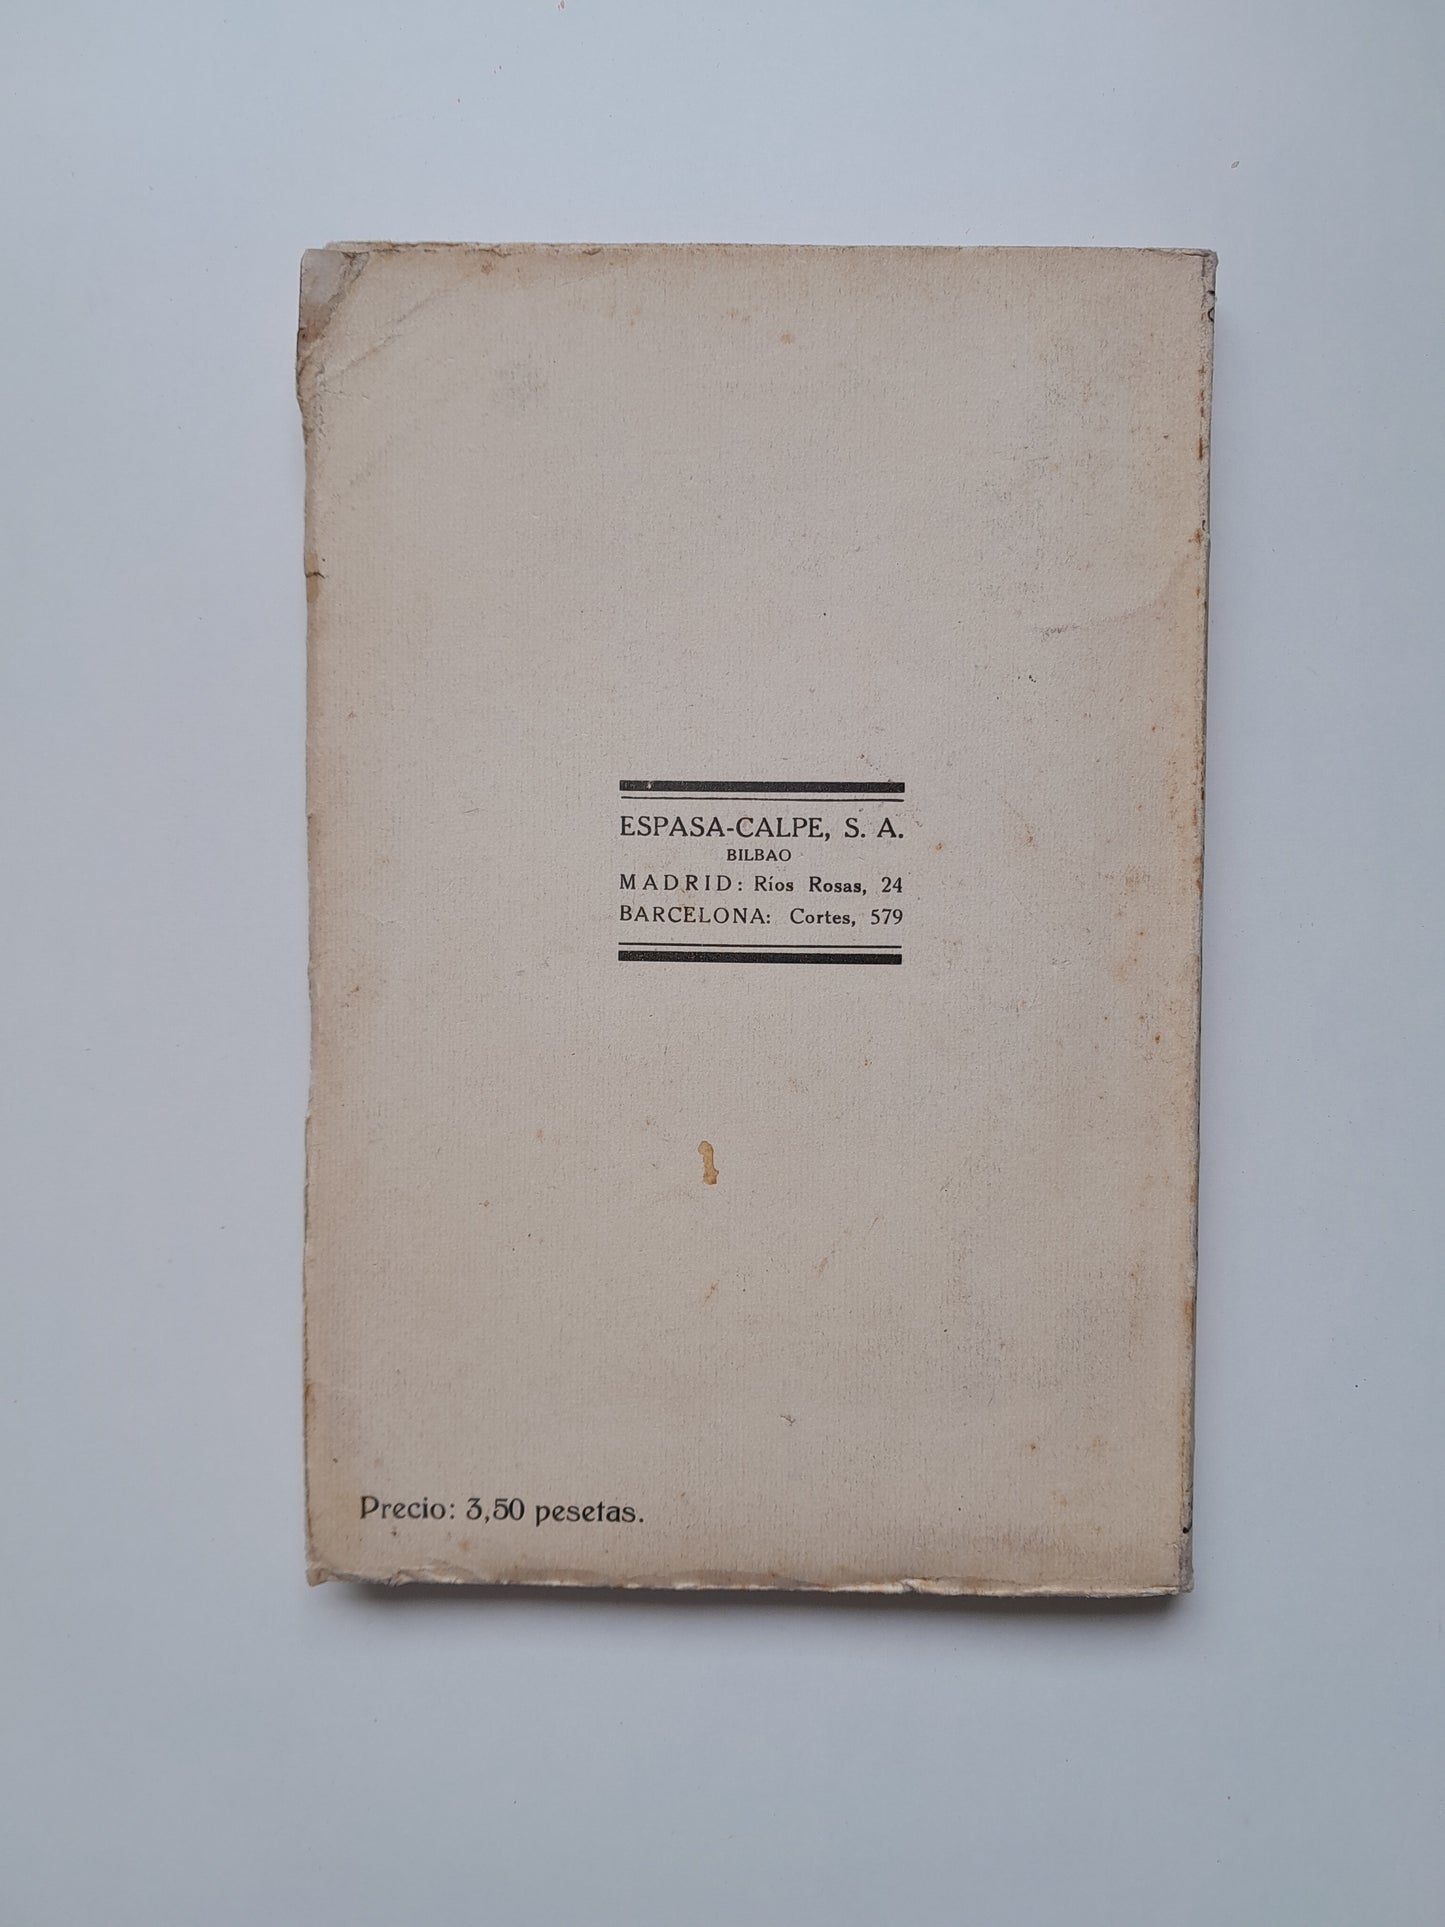 ESPASA-CALPE, S. A.
BILBAO
MADRID: Ríos Rosas, 24
BARCELONA: Cortes, 579
Precio: 3,50 pesetas.